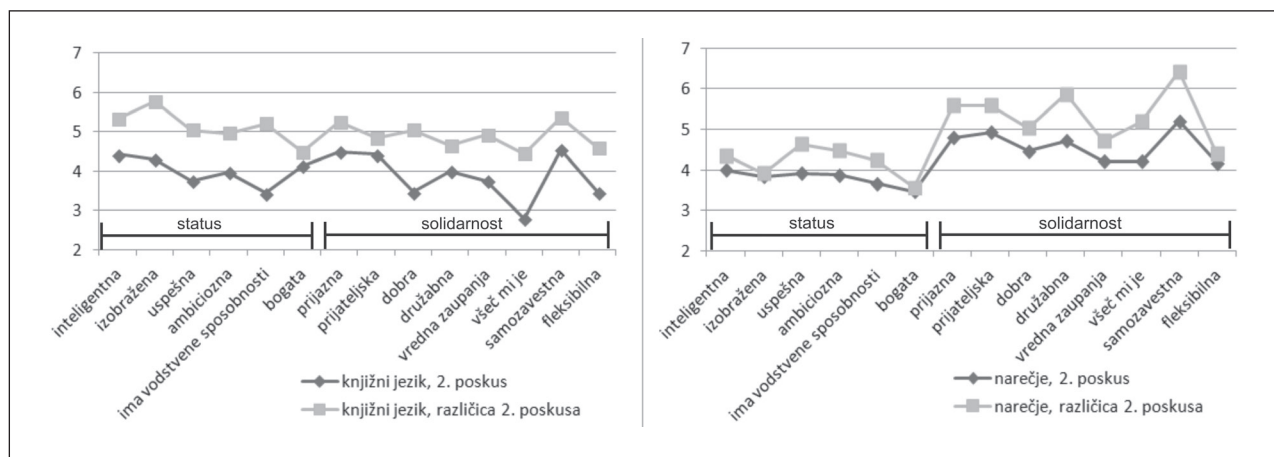 7
6
5
4
3
2
status
solidarnost
inteligentna
izobražena
uspešna
ambiciozna
ima vodstvene sposobnosti
bogata
prijazna
prijateljska
dobra
družabna
vredna zaupanja
všeč mi je
samozavestna
fleksibilna
knjižni jezik, 2. poskus
knjižni jezik, različica 2. poskusa
7
6
5
4
3
2
status
solidarnost
inteligentna
izobražena
uspešna
ambiciozna
ima vodstvene sposobnosti
bogata
prijazna
prijateljska
dobra
družabna
vredna zaupanja
všeč mi je
samozavestna
fleksibilna
narečje, 2. poskus
narečje, različica 2. poskusa